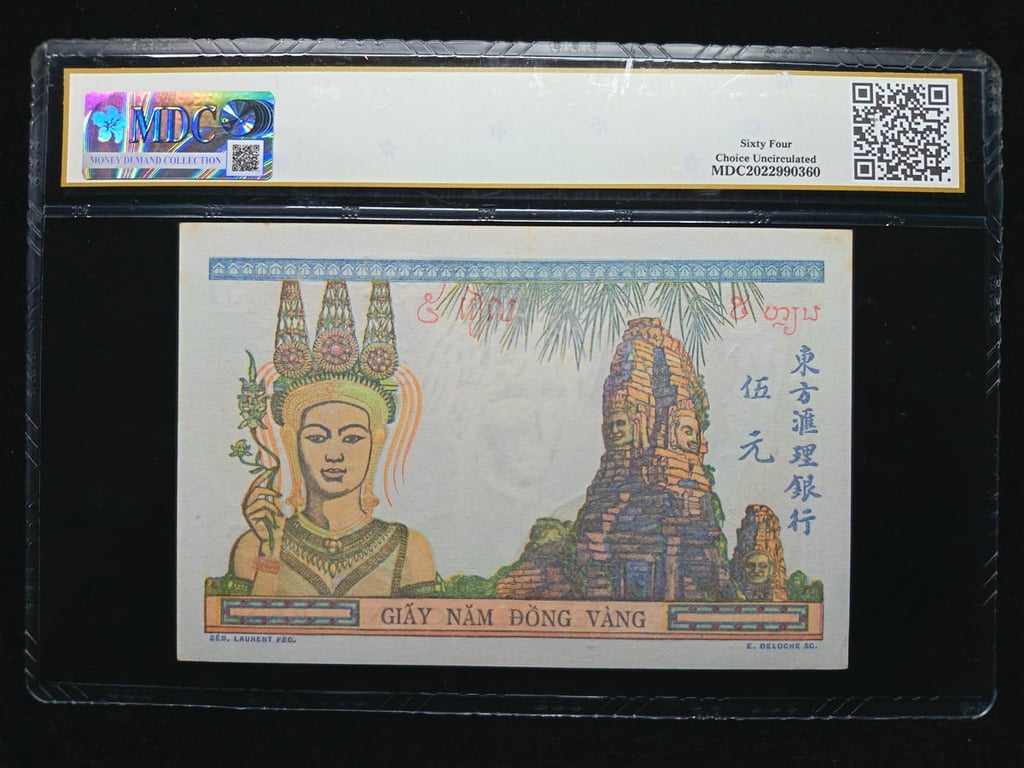 MDC
MONEY DEMAND COLLECTION
Sixty Four
Choice Uncirculated
MDC2022990360
東方滙理銀行
伍元
GIẤY NĂM ĐỒNG VÀNG
SÉB. LAURENT FEC.
E. DELOCHE SC.